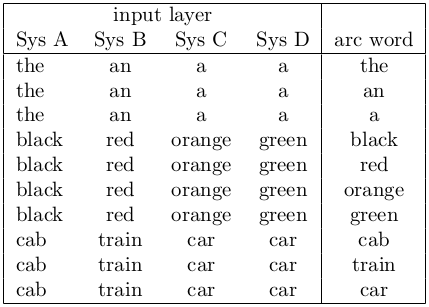 input layer
Sys A Sys B Sys C Sys D arc word
the an a a the
the an a a an
the an a a a
black red orange green black
black red orange green red
black red orange green orange
black red orange green green
cab train car car cab
cab train car car train
cab train car car car